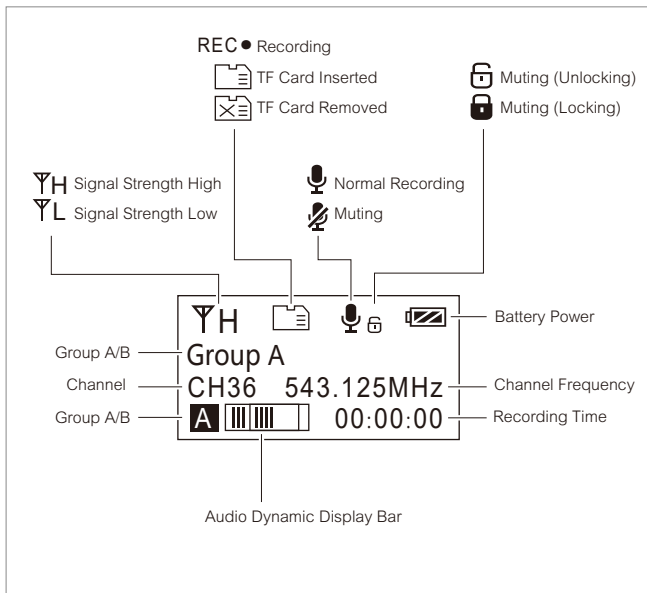 REC● Recording
TF Card Inserted
TF Card Removed
Muting (Unlocking)
Muting (Locking)
H Signal Strength High
L Signal Strength Low
Normal Recording
Muting
H
Battery Power
Group A/B
Group A
Channel
CH36 543.125MHz
Channel Frequency
Group A/B
A
00:00:00
Recording Time
Audio Dynamic Display Bar